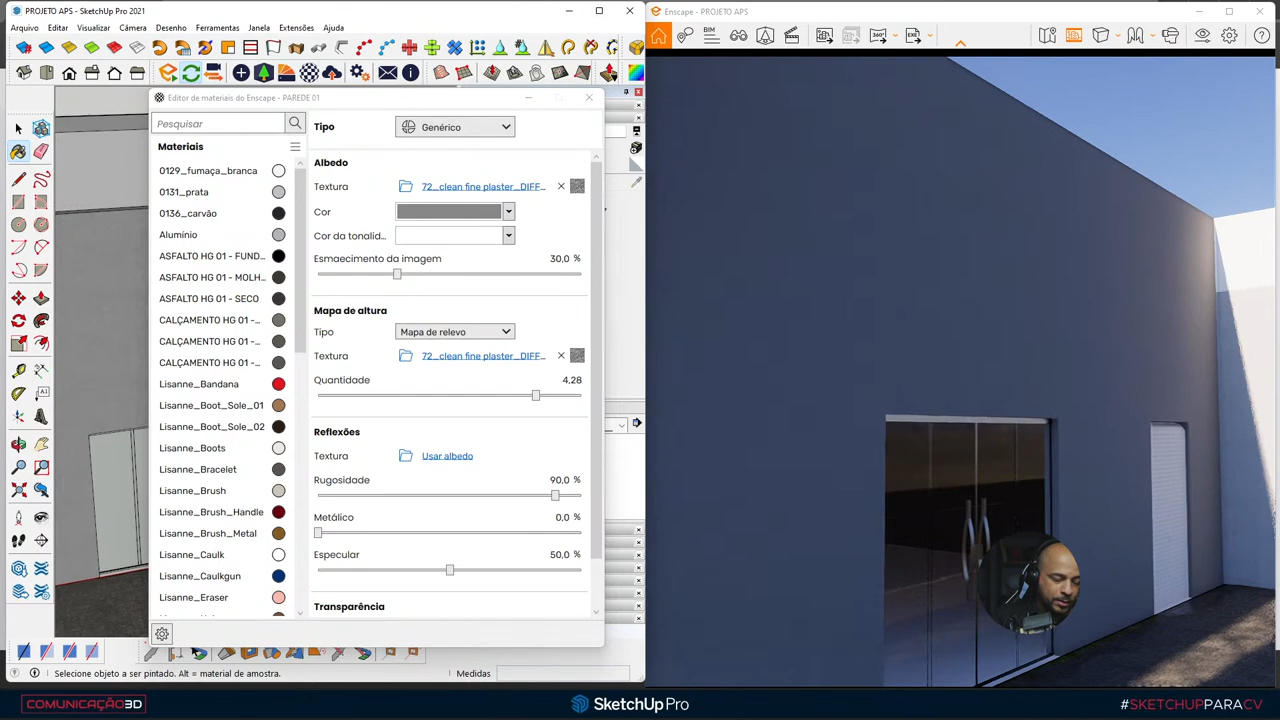 PROJETO APS - SketchUp Pro 2021
Arquivo Editar Visualizar Câmera Desenho Ferramentas Janela Extensões Ajuda
Editor de materiais do Enscape - PAREDE 01
Pesquisar
Materiais
0129_fumaça_branca
0131_prata
0136_carvão
Alumínio
ASFALTO HG 01 - FUND...
ASFALTO HG 01 - MOLH...
ASFALTO HG 01 - SECO
CALÇAMENTO HG 01 -...
CALÇAMENTO HG 01 -...
CALÇAMENTO HG 01 -...
Lisanne_Bandana
Lisanne_Boot_Sole_01
Lisanne_Boot_Sole_02
Lisanne_Boots
Lisanne_Bracelet
Lisanne_Brush
Lisanne_Brush_Handle
Lisanne_Brush_Metal
Lisanne_Caulk
Lisanne_Caulkgun
Lisanne_Eraser
Tipo Genérico
Albedo
Textura 72_clean fine plaster_DIFF...
Cor
Cor da tonalid...
Esmaecimento da imagem 30,0 %
Mapa de altura
Tipo Mapa de relevo
Textura 72_clean fine plaster_DIFF...
Quantidade 4,28
Reflexões
Textura Usar albedo
Rugosidade 90,0 %
Metálico 0,0 %
Especular 50,0 %
Transparência
Selecione objeto a ser pintado. Alt = material de amostra. Medidas
Enscape - PROJETO APS
BIM
360°
EXE
COMUNICAÇÃO3D
SketchUp Pro
#SKETCHUPPARACV